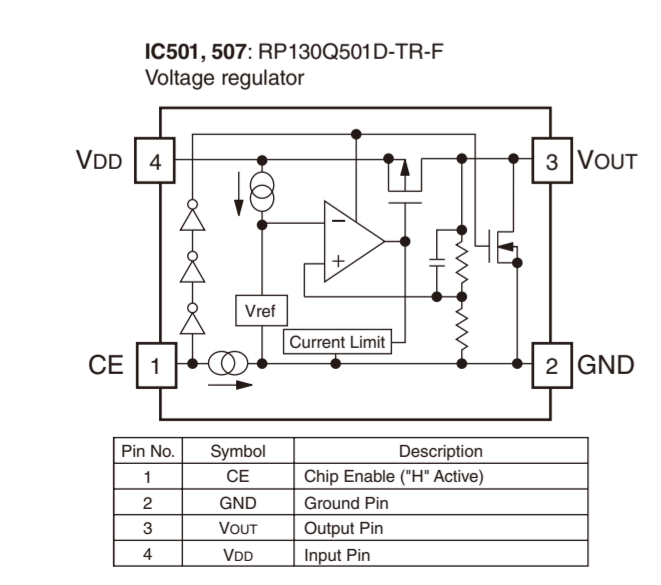 IC501, 507: RP130Q501D-TR-F
Voltage regulator
VDD 4
3 VOUT
−
+
Vref
Current Limit
CE 1
2 GND
Pin No. Symbol Description
1 CE Chip Enable ("H" Active)
2 GND Ground Pin
3 VOUT Output Pin
4 VDD Input Pin